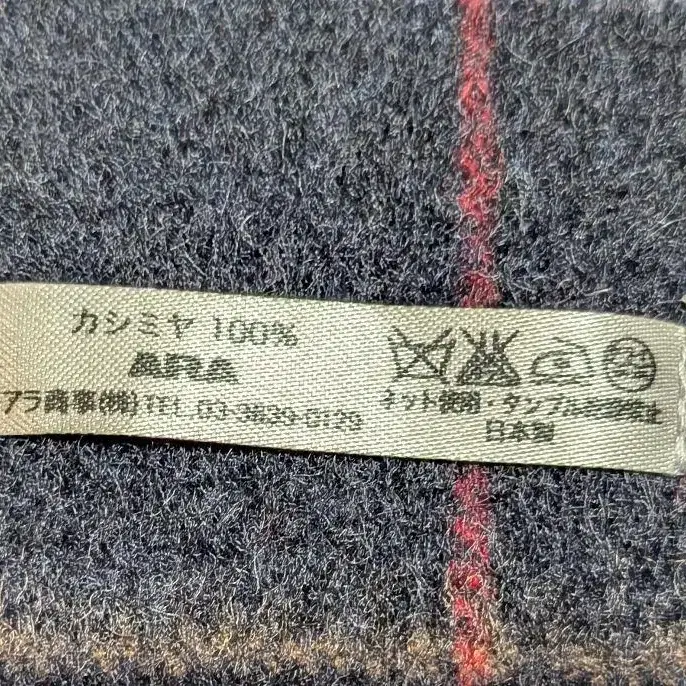 カシミヤ 100%
ARA
アラ商事(株)TEL.03-3639-0129
ネット使用・タンブル乾燥禁止
日本製